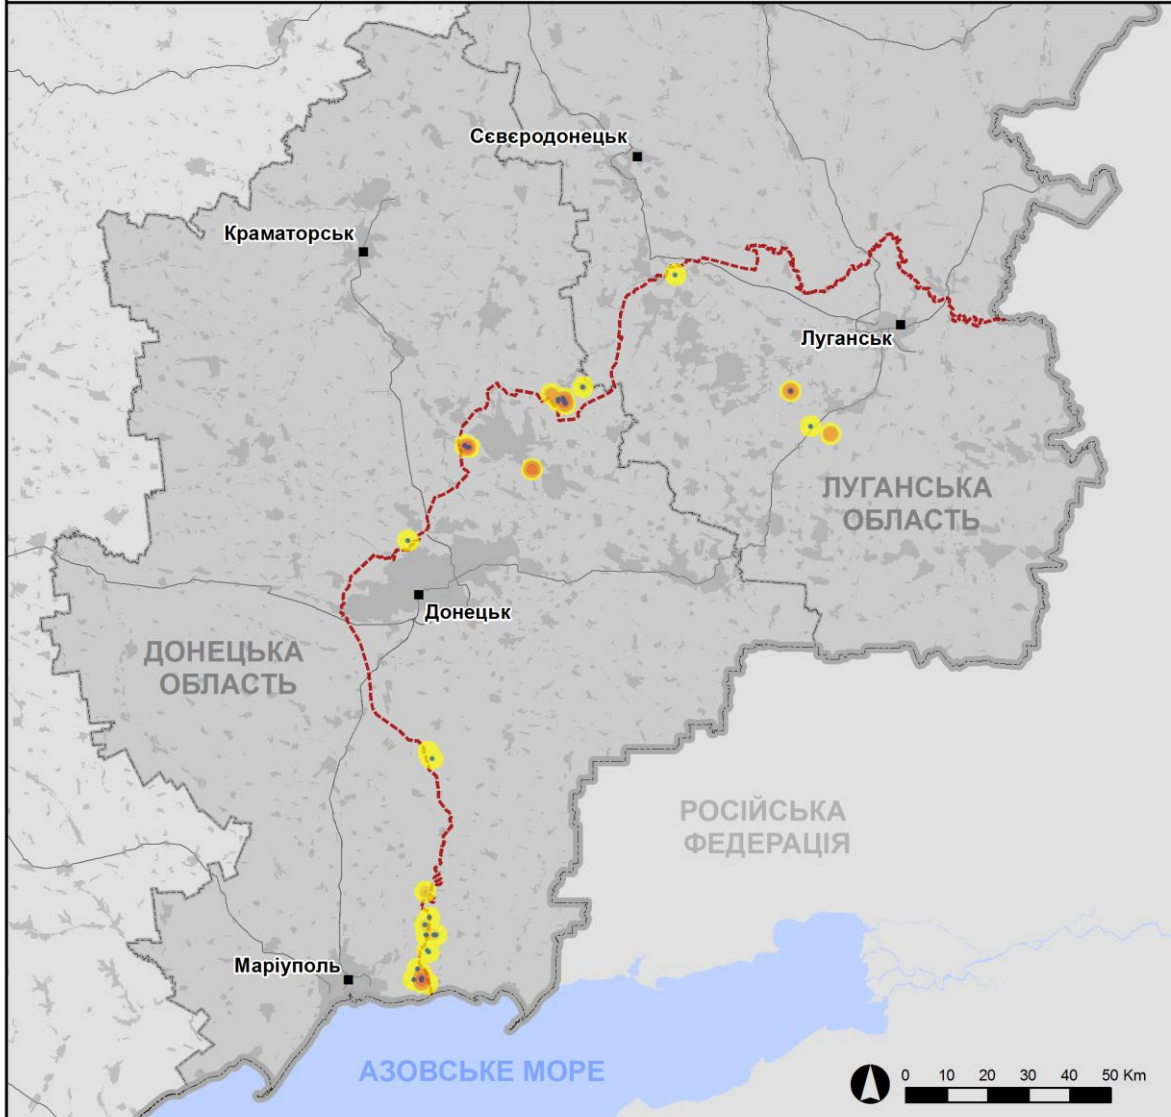 Сєвєродонецьк
Краматорськ
Луганськ
ЛУГАНСЬКА
ОБЛАСТЬ
Донецьк
ДОНЕЦЬКА
ОБЛАСТЬ
РОСІЙСЬКА
ФЕДЕРАЦІЯ
Маріуполь
АЗОВСЬКЕ МОРЕ
0 10 20 30 40 50 Km